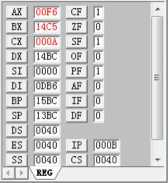 AX 00F6 CF 1
BX 14C5 ZF 0
CX 000A SF 1
DX 14BC OF 0
SI 0000 PF 1
DI 0DB6 AF 0
BP 15BC IF 0
SP 13BC DF 0
DS 0040
ES 0040 IP 000B
SS 0040 CS 0040
REG